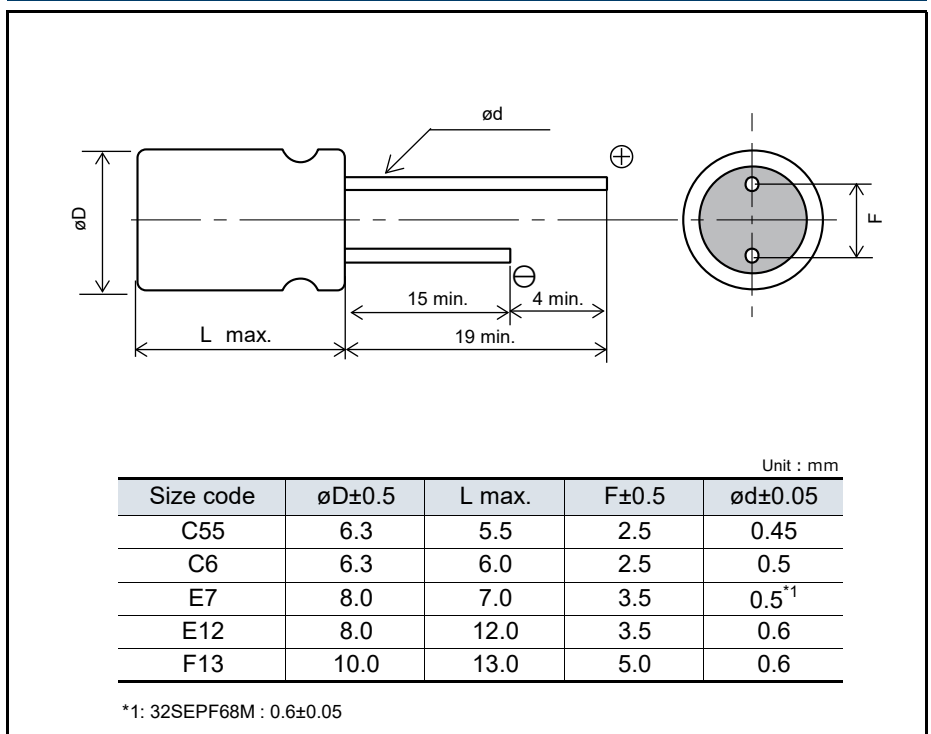 ød
⊕
øD
F
⊖
15 min.
4 min.
L max.
19 min.
Unit : mm
Size code øD±0.5 L max. F±0.5 ød±0.05
C55 6.3 5.5 2.5 0.45
C6 6.3 6.0 2.5 0.5
E7 8.0 7.0 3.5 0.5*1
E12 8.0 12.0 3.5 0.6
F13 10.0 13.0 5.0 0.6
*1: 32SEPF68M : 0.6±0.05